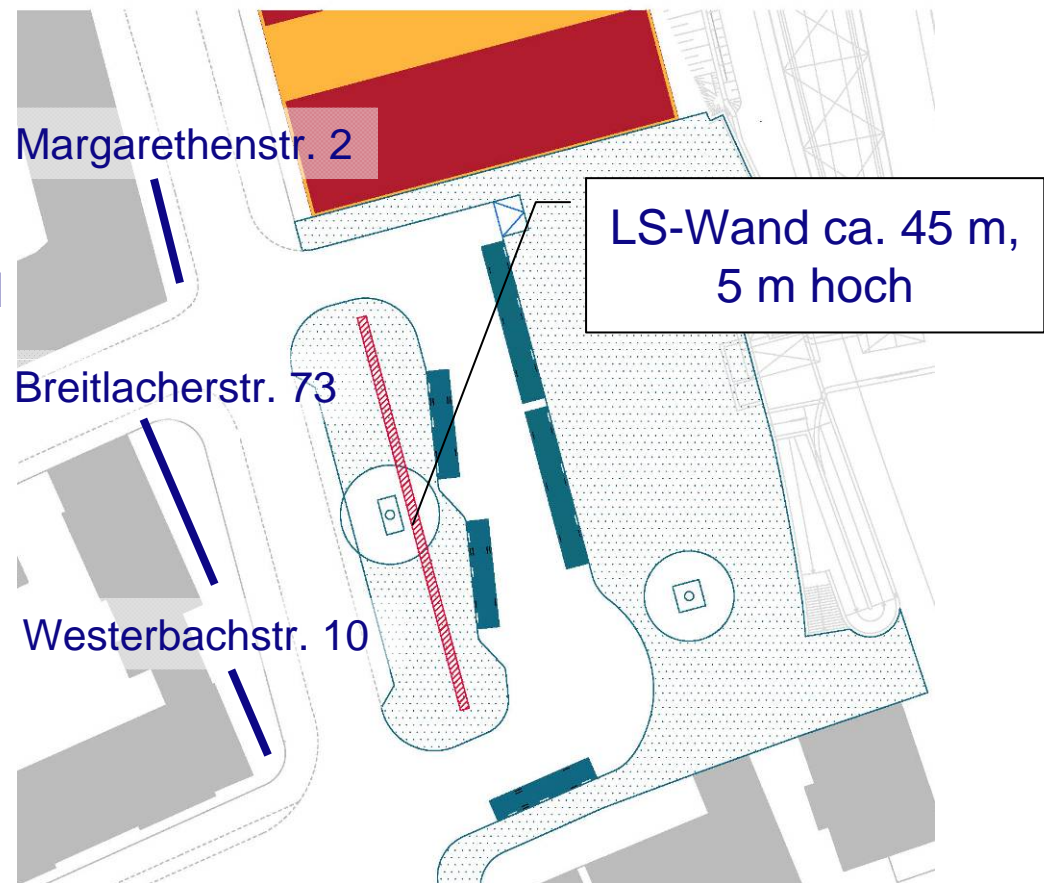 Margarethenstr. 2
LS-Wand ca. 45 m,
5 m hoch
Breitlacherstr. 73
Westerbachstr. 10